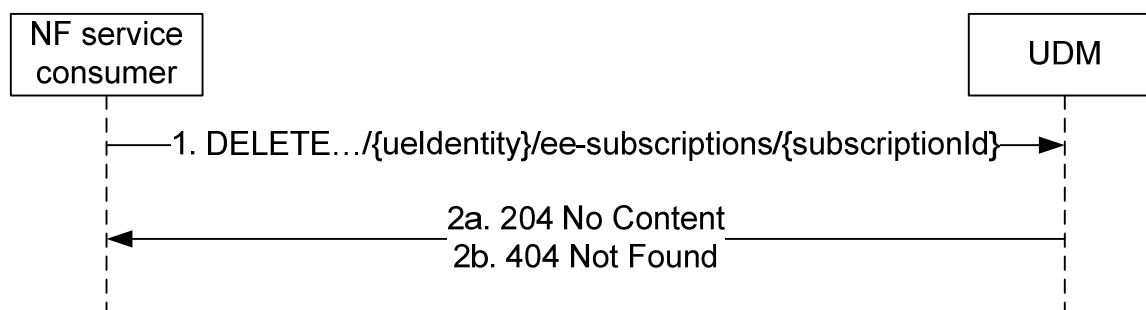 NF service
consumer
UDM
1. DELETE…/{ueIdentity}/ee-subscriptions/{subscriptionId}
2a. 204 No Content
2b. 404 Not Found